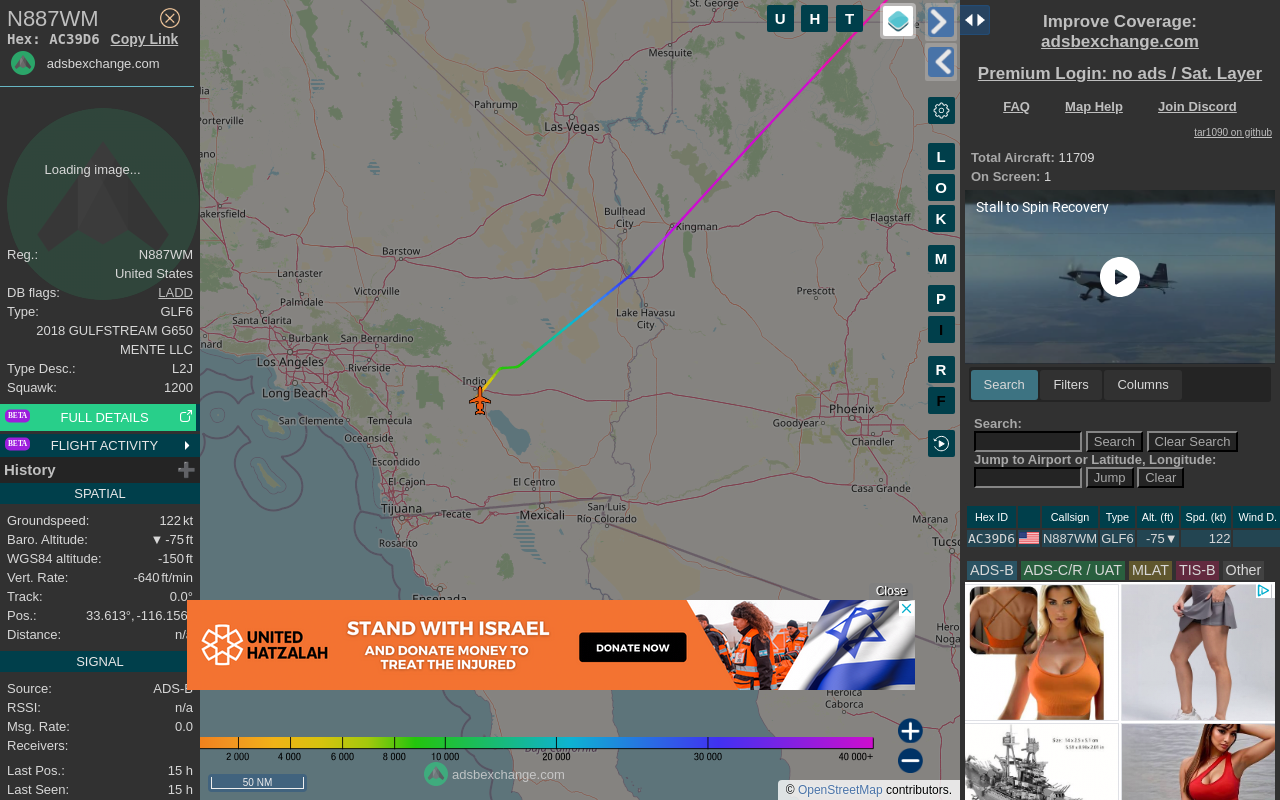 N887WM
Hex: AC39D6 Copy Link
adsbexchange.com
Loading image...
Reg.: N887WM
United States
DB flags: LADD
Type: GLF6
2018 GULFSTREAM G650
MENTE LLC
Type Desc.: L2J
Squawk: 1200
BETA FULL DETAILS
BETA FLIGHT ACTIVITY
History
SPATIAL
Groundspeed: 122 kt
Baro. Altitude: ▼ -75 ft
WGS84 altitude: -150 ft
Vert. Rate: -640 ft/min
Track: 0.0°
Pos.: 33.613°, -116.156
Distance: n/a
SIGNAL
Source: ADS-B
RSSI: n/a
Msg. Rate: 0.0
Receivers:
Last Pos.: 15 h
Last Seen: 15 h
St. George
Mesquite
Pahrump
Las Vegas
Porterville
Bullhead
City
Kingman
Flagstaff
Barstow
Lancaster
Victorville
Palmdale
Prescott
Lake Havasu
City
Santa Clarita
Burbank
San Bernardino
Los Angeles
Riverside
Indio
Long Beach
San Clemente
Temecula
Phoenix
Goodyear
Chandler
Oceanside
Escondido
El Cajon
El Centro
Casa Grande
Tijuana
Tecate
Mexicali
San Luis
Río Colorado
Marana
Rosarito
Ensenada
Heroica
Caborca
U H T
L
O
K
M
P
I
R
F
Close
UNITED
HATZALAH
STAND WITH ISRAEL
AND DONATE MONEY TO
TREAT THE INJURED
DONATE NOW
2 000 4 000 6 000 8 000 10 000 20 000 30 000 40 000+
adsbexchange.com
50 NM
© OpenStreetMap contributors.
Improve Coverage:
adsbexchange.com
Premium Login: no ads / Sat. Layer
FAQ Map Help Join Discord
tar1090 on github
Total Aircraft: 11709
On Screen: 1
Stall to Spin Recovery
Search Filters Columns
Search:
Search Clear Search
Jump to Airport or Latitude, Longitude:
Jump Clear
Hex ID Callsign Type Alt. (ft) Spd. (kt) Wind D.
AC39D6 N887WM GLF6 -75▼ 122
ADS-B ADS-C/R / UAT MLAT TIS-B Other